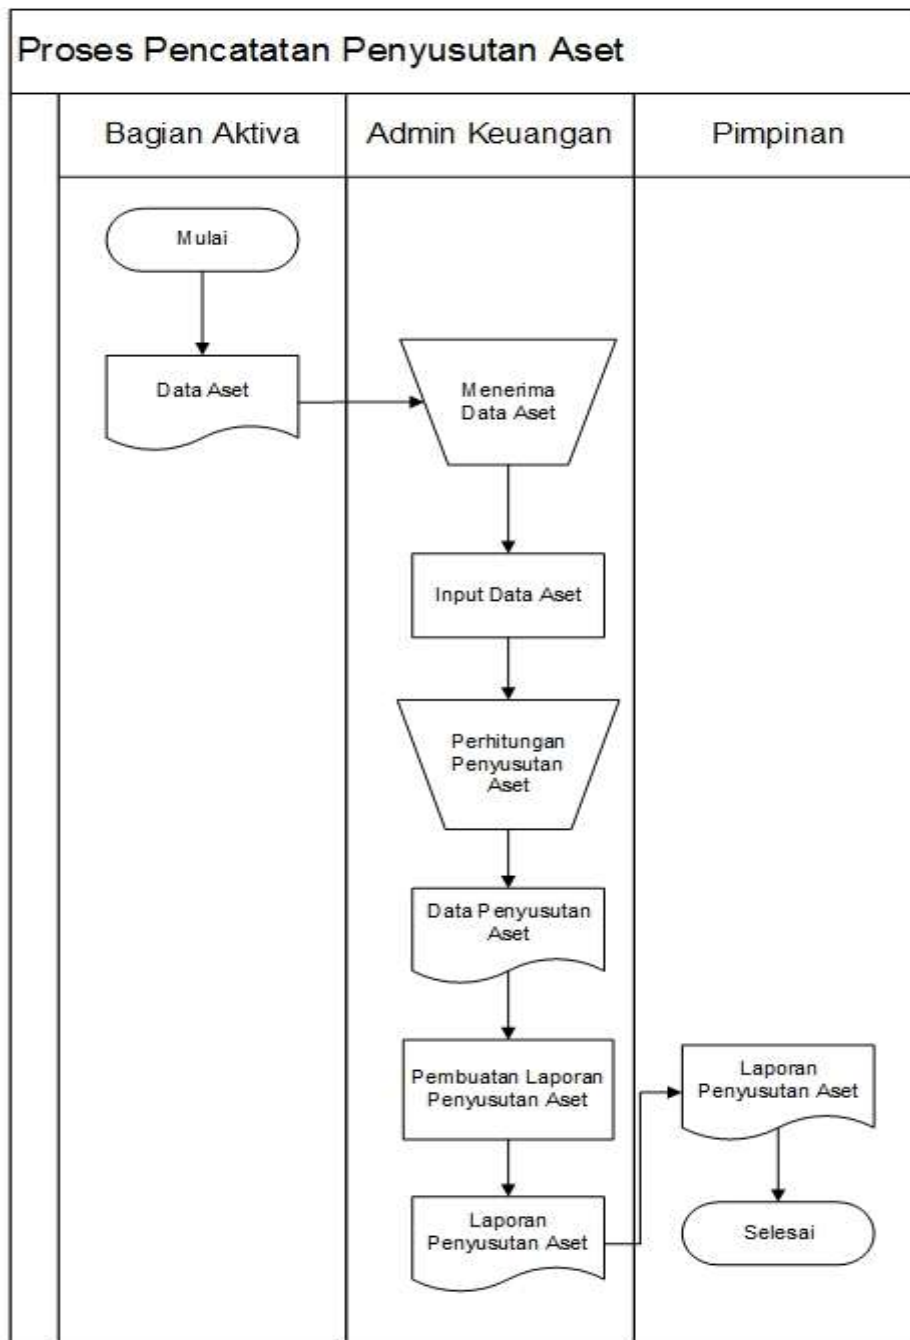 Proses Pencatatan Penyusutan Aset
Bagian Aktiva
Admin Keuangan
Pimpinan
Mulai
Data Aset
Menerima
Data Aset
Input Data Aset
Perhitungan
Penyusutan
Aset
Data Penyusutan
Aset
Pembuatan Laporan
Penyusutan Aset
Laporan
Penyusutan Aset
Laporan
Penyusutan Aset
Selesai